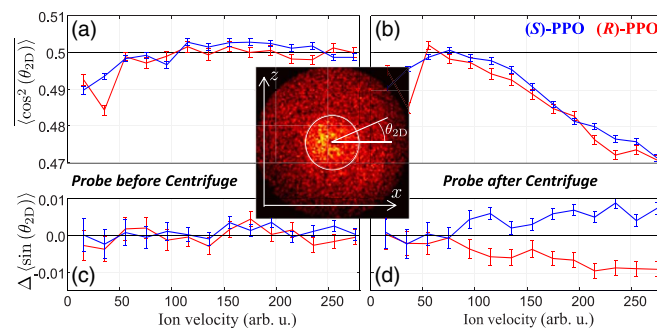 (a)
(b)
(S)-PPO (R)-PPO
0.5
0.49
0.48
0.47
⟨cos² (θ2D)⟩
z
θ2D
x
Probe before Centrifuge
Probe after Centrifuge
0.010
0.0
-0.01
Δ ⟨sin (θ2D)⟩
(c)
(d)
0 50 100 150 200 250
0 50 100 150 200 250
Ion velocity (arb. u.)
Ion velocity (arb. u.)